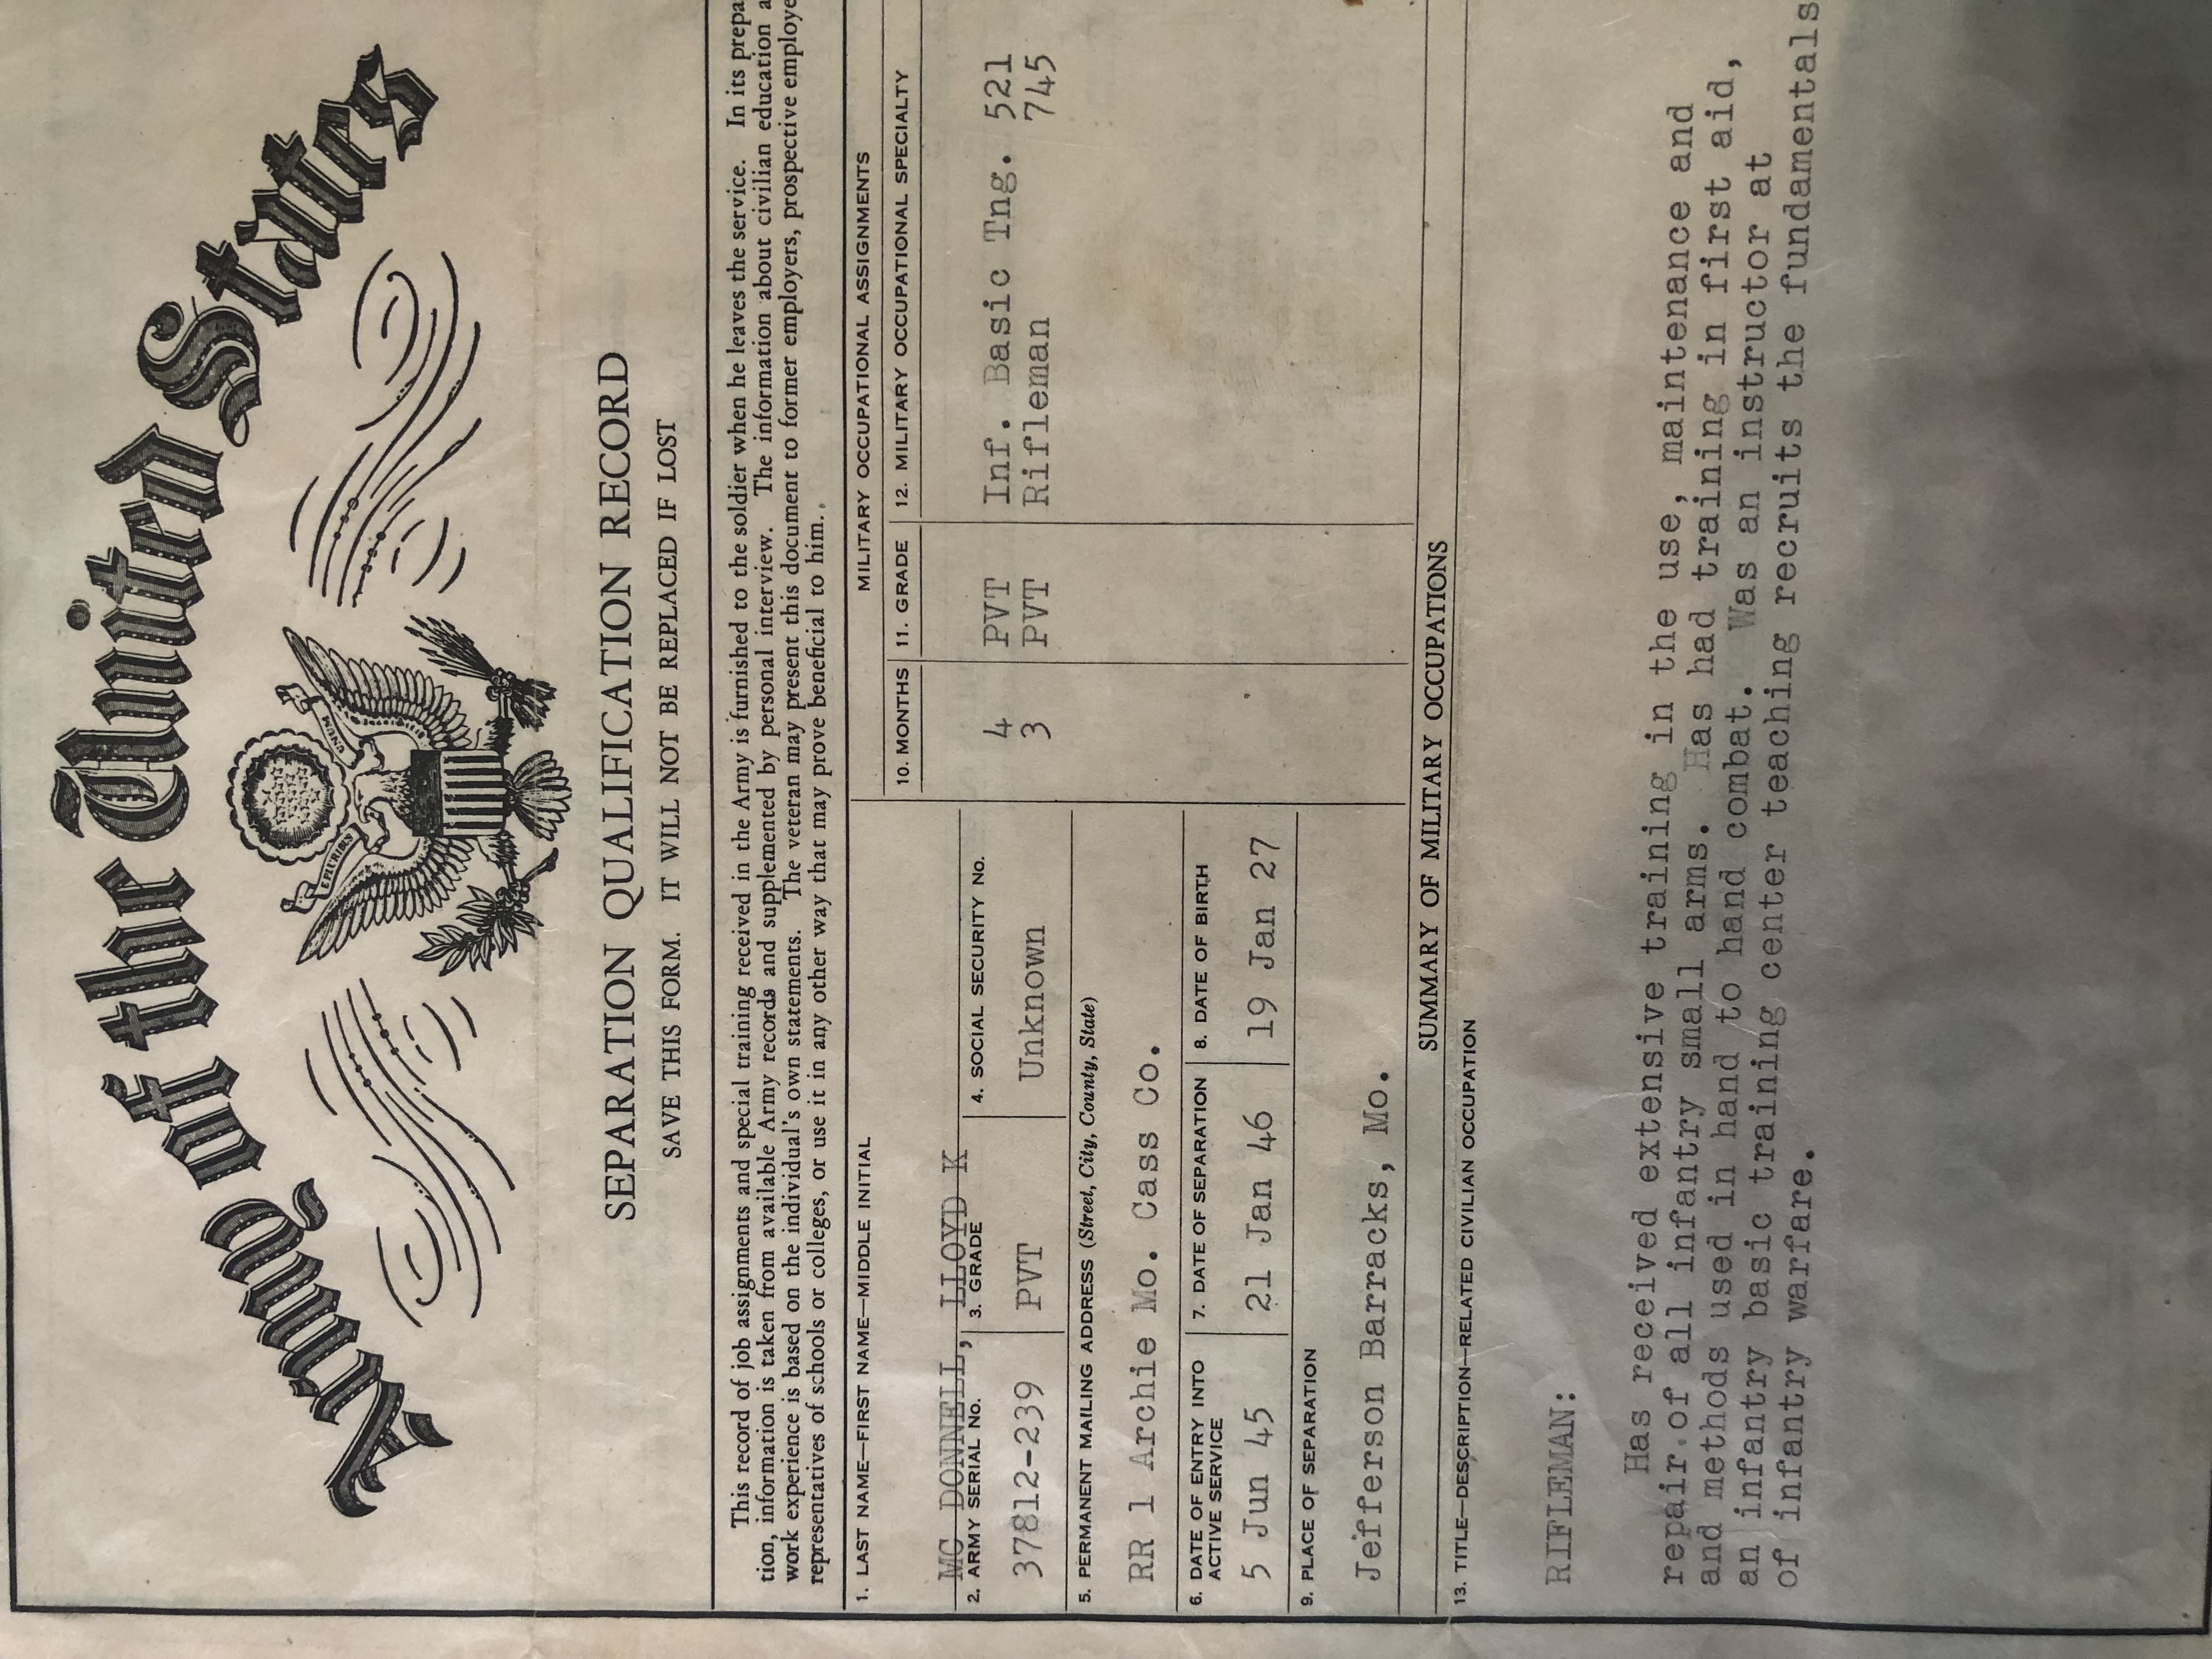 Army of the United States
E PLURIBUS UNUM
SEPARATION QUALIFICATION RECORD
SAVE THIS FORM. IT WILL NOT BE REPLACED IF LOST
This record of job assignments and special training received in the Army is furnished to the soldier when he leaves the service. In its prepa
tion, information is taken from available Army records and supplemented by personal interview. The information about civilian education a
work experience is based on the individual's own statements. The veteran may present this document to former employers, prospective employe
representatives of schools or colleges, or use it in any other way that may prove beneficial to him.
1. LAST NAME—FIRST NAME—MIDDLE INITIAL
MC DONNELL, LLOYD K
2. ARMY SERIAL No. 3. GRADE 4. SOCIAL SECURITY No.
37812-239 PVT Unknown
5. PERMANENT MAILING ADDRESS (Street, City, County, State)
RR 1 Archie Mo. Cass Co.
6. DATE OF ENTRY INTO ACTIVE SERVICE 7. DATE OF SEPARATION 8. DATE OF BIRTH
5 Jun 45 21 Jan 46 19 Jan 27
9. PLACE OF SEPARATION
Jefferson Barracks, Mo.
MILITARY OCCUPATIONAL ASSIGNMENTS
10. MONTHS 11. GRADE 12. MILITARY OCCUPATIONAL SPECIALTY
4 PVT Inf. Basic Tng. 521
3 PVT Rifleman 745
SUMMARY OF MILITARY OCCUPATIONS
13. TITLE—DESCRIPTION—RELATED CIVILIAN OCCUPATION
RIFLEMAN:
Has received extensive training in the use, maintenance and
repair of all infantry small arms. Has had training in first aid,
and methods used in hand to hand combat. Was an instructor at
an infantry basic training center teaching recruits the fundamentals
of infantry warfare.